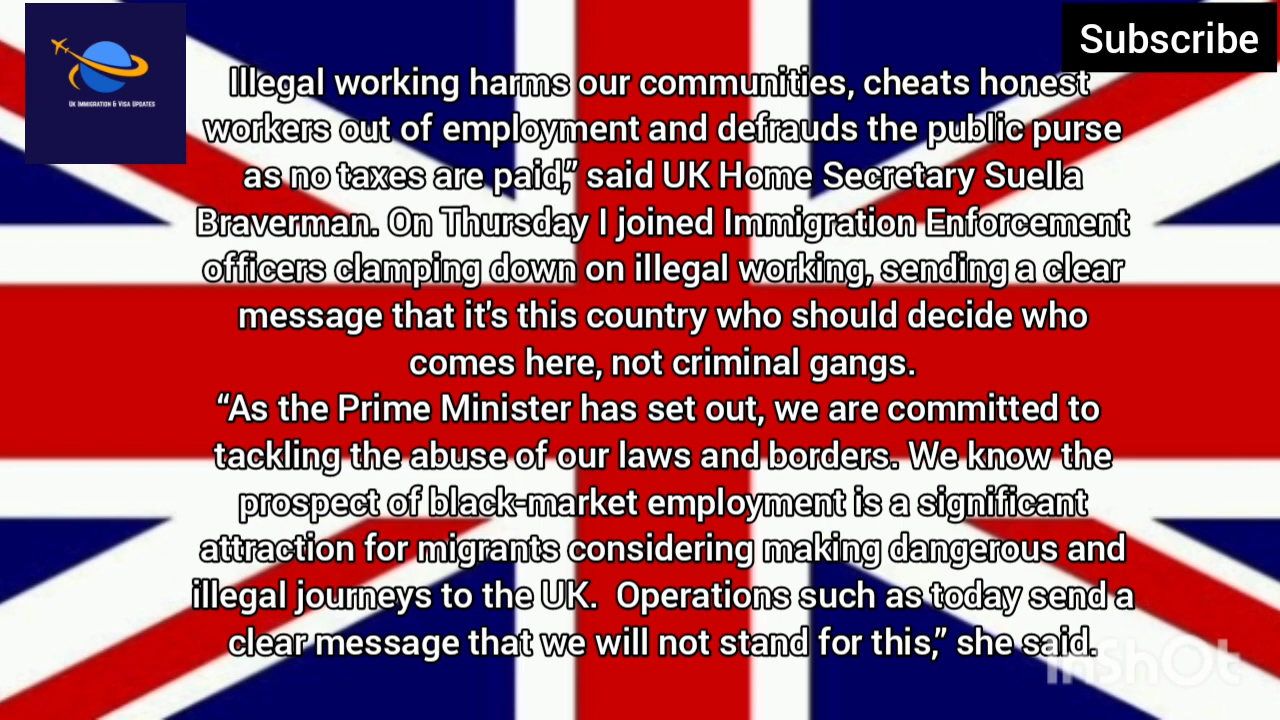 Subscribe
UK IMMIGRATION & VISA UPDATES
Illegal working harms our communities, cheats honest
workers out of employment and defrauds the public purse
as no taxes are paid,” said UK Home Secretary Suella
Braverman. On Thursday I joined Immigration Enforcement
officers clamping down on illegal working, sending a clear
message that it's this country who should decide who
comes here, not criminal gangs.
“As the Prime Minister has set out, we are committed to
tackling the abuse of our laws and borders. We know the
prospect of black-market employment is a significant
attraction for migrants considering making dangerous and
illegal journeys to the UK.  Operations such as today send a
clear message that we will not stand for this,” she said.
InShOt